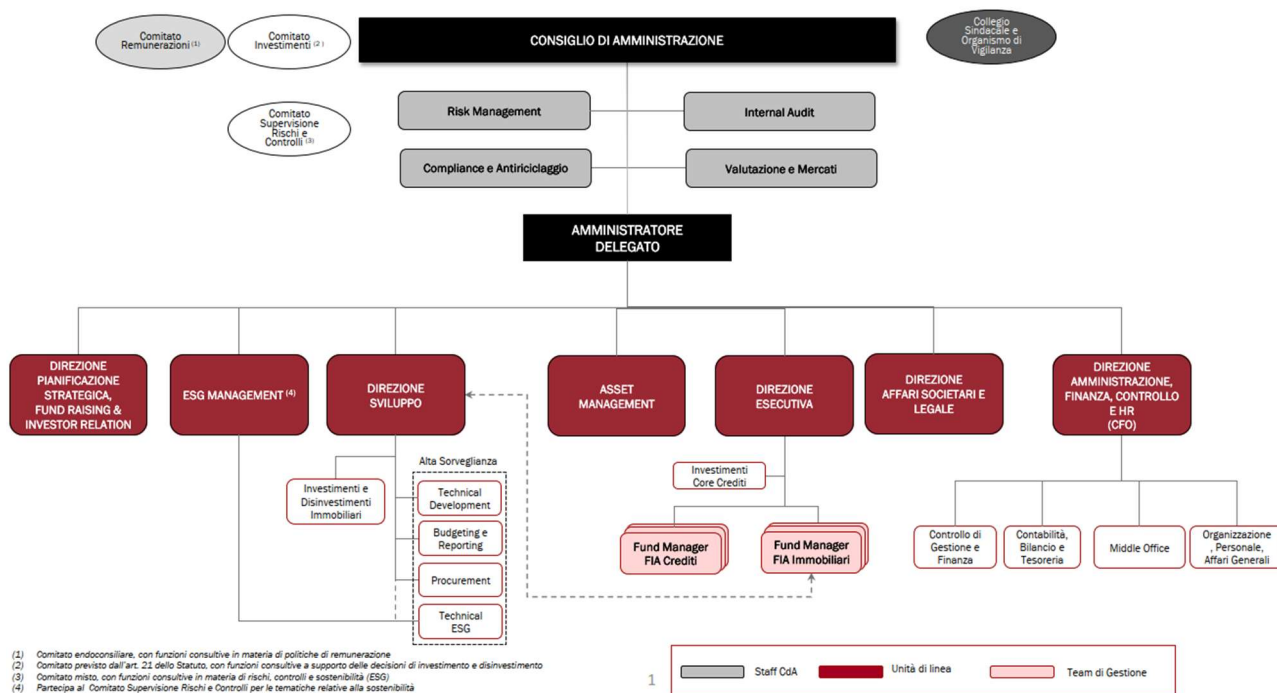 Comitato
Remunerazioni (1)
Comitato
Investimenti (2)
CONSIGLIO DI AMMINISTRAZIONE
Collegio
Sindacale e
Organismo di
Vigilanza
Comitato
Supervisione
Rischi e
Controlli (3)
Risk Management
Internal Audit
Compliance e Antiriciclaggio
Valutazione e Mercati
AMMINISTRATORE
DELEGATO
DIREZIONE
PIANIFICAZIONE
STRATEGICA,
FUND RAISING &
INVESTOR RELATION
ESG MANAGEMENT (4)
DIREZIONE
SVILUPPO
ASSET
MANAGEMENT
DIREZIONE
ESECUTIVA
DIREZIONE
AFFARI SOCIETARI E
LEGALE
DIREZIONE
AMMINISTRAZIONE,
FINANZA, CONTROLLO
E HR
(CFO)
Alta Sorveglianza
Investimenti e
Disinvestimenti
Immobiliari
Technical
Development
Budgeting e
Reporting
Procurement
Technical
ESG
Investimenti
Core Crediti
Fund Manager
FIA Crediti
Fund Manager
FIA Immobiliari
Controllo di
Gestione e
Finanza
Contabilità,
Bilancio e
Tesoreria
Middle Office
Organizzazione
, Personale,
Affari Generali
(1) Comitato endoconsiliare, con funzioni consultive in materia di politiche di remunerazione
(2) Comitato previsto dall'art. 21 dello Statuto, con funzioni consultive a supporto delle decisioni di investimento e disinvestimento
(3) Comitato misto, con funzioni consultive in materia di rischi, controlli e sostenibilità (ESG)
(4) Partecipa al Comitato Supervisione Rischi e Controlli per le tematiche relative alla sostenibilità
1
Staff CdA
Unità di linea
Team di Gestione